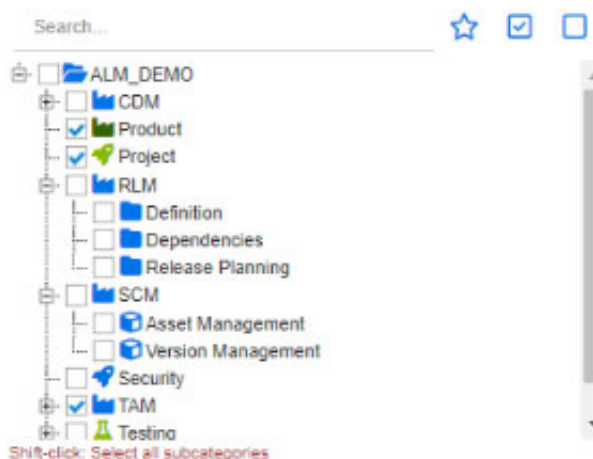 Search...
ALM_DEMO
CDM
Product
Project
RLM
Definition
Dependencies
Release Planning
SCM
Asset Management
Version Management
Security
TAM
Testing
Shift-click: Select all subcategories